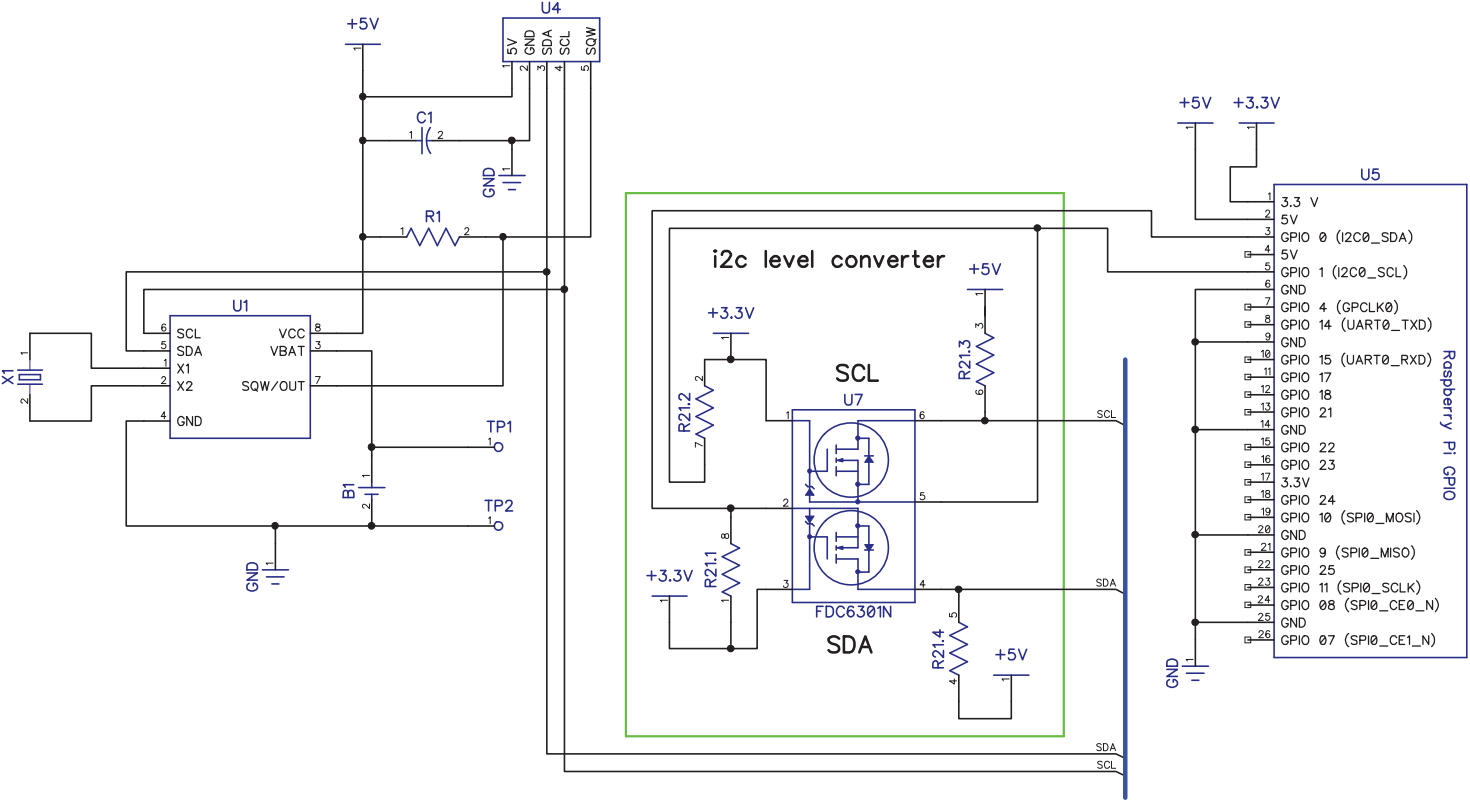 +5V
1
U4
5V GND SDA SCL SQW
1 2 3 4 5
C1
1 2
1
GND
R1
1 2
U1
6 SCL VCC 8
5 SDA VBAT 3
1 X1
2 X2 SQW/OUT 7
4 GND
X1
1
2
TP1
1
B1
1
2
TP2
1
GND
1
i2c level converter
+3.3V
1
+5V
1
R21.2
2
7
R21.3
3
6
SCL
U7
1 6
2 5
3 4
FDC6301N
SDA
R21.1
8
1
+3.3V
1
R21.4
5
4
+5V
1
SCL
SDA
SDA
SCL
+5V
1
+3.3V
1
U5
1 3.3 V
2 5V
3 GPIO 0 (I2C0_SDA)
4 5V
5 GPIO 1 (I2C0_SCL)
6 GND
7 GPIO 4 (GPCLK0)
8 GPIO 14 (UART0_TXD)
9 GND
10 GPIO 15 (UART0_RXD)
11 GPIO 17
12 GPIO 18
13 GPIO 21
14 GND
15 GPIO 22
16 GPIO 23
17 3.3V
18 GPIO 24
19 GPIO 10 (SPI0_MOSI)
20 GND
21 GPIO 9 (SPI0_MISO)
22 GPIO 25
23 GPIO 11 (SPI0_SCLK)
24 GPIO 08 (SPI0_CE0_N)
25 GND
26 GPIO 07 (SPI0_CE1_N)
Raspberry Pi GPIO
GND
1